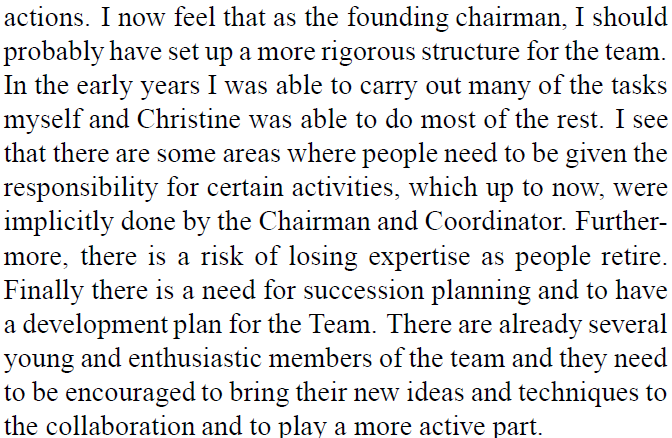 actions. I now feel that as the founding chairman, I should
probably have set up a more rigorous structure for the team.
In the early years I was able to carry out many of the tasks
myself and Christine was able to do most of the rest. I see
that there are some areas where people need to be given the
responsibility for certain activities, which up to now, were
implicitly done by the Chairman and Coordinator. Further-
more, there is a risk of losing expertise as people retire.
Finally there is a need for succession planning and to have
a development plan for the Team. There are already several
young and enthusiastic members of the team and they need
to be encouraged to bring their new ideas and techniques to
the collaboration and to play a more active part.